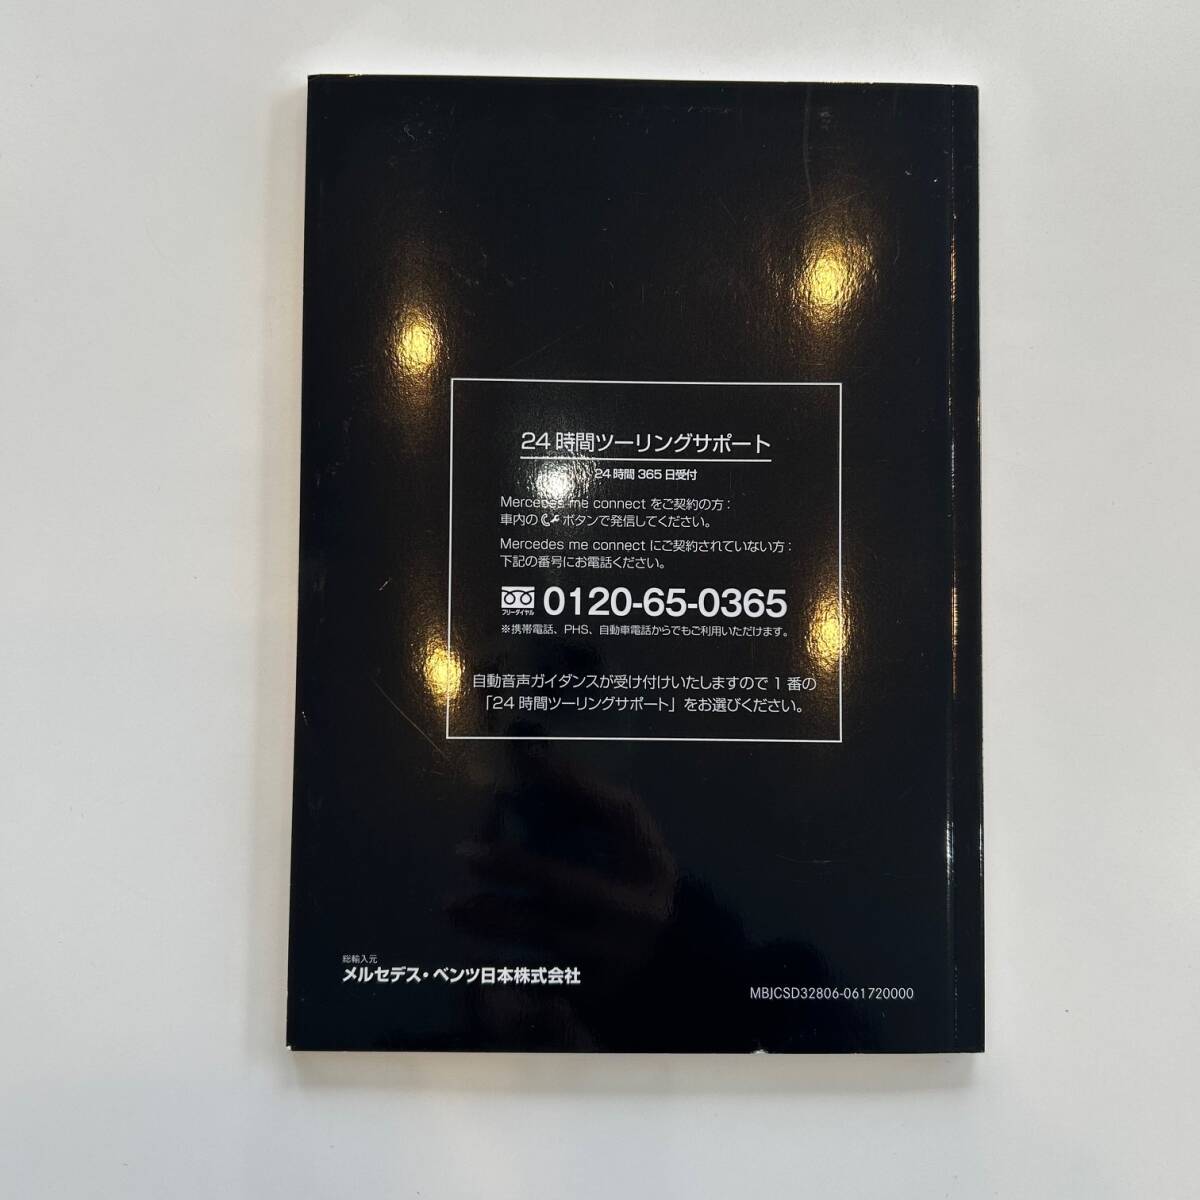 24 時間ツーリングサポート
24 時間 365 日受付
Mercedes me connect をご契約の方：
車内の ボタンで発信してください。
Mercedes me connect にご契約されていない方：
下記の番号にお電話ください。
フリーダイヤル 0120-65-0365
※携帯電話、PHS、自動車電話からでもご利用いただけます。
自動音声ガイダンスが受け付けいたしますので 1 番の
「24 時間ツーリングサポート」をお選びください。
総輸入元
メルセデス・ベンツ日本株式会社
MBJCSD32806-061720000